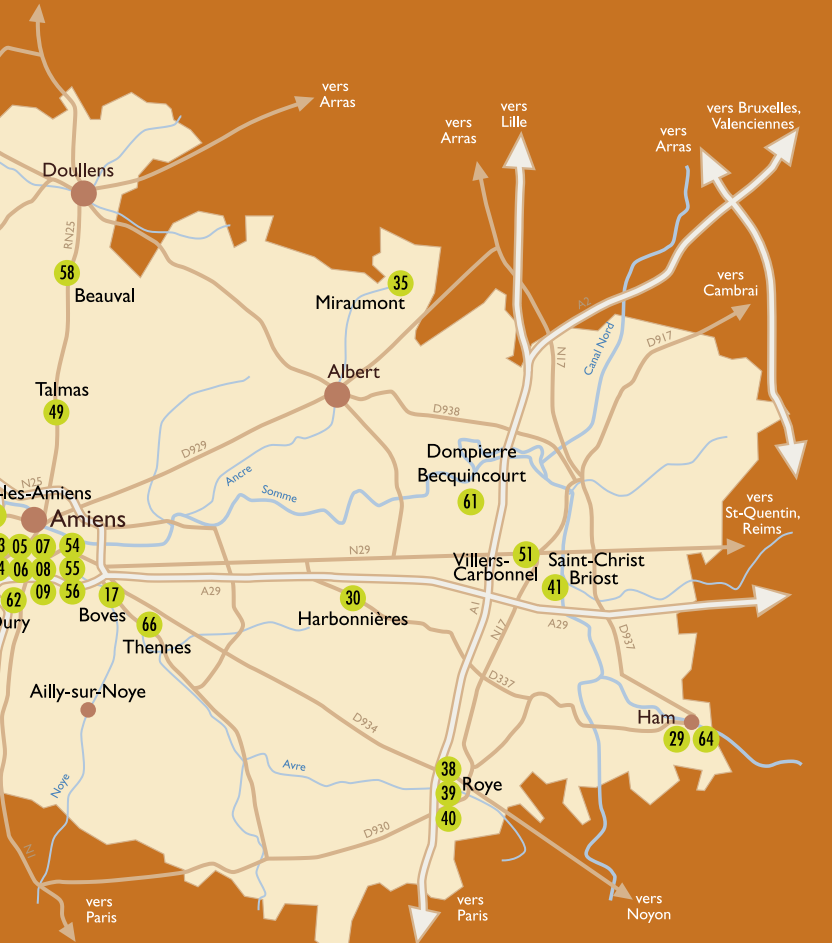 vers
Arras
vers
Arras
vers
Lille
vers
Arras
vers Bruxelles,
Valenciennes
Doullens
RN25
58
Beauval
35
Miraumont
vers
Cambrai
A2
N17
Canal Nord
D917
Talmas
49
Albert
D938
D929
Dompierre
Becquincourt
61
Ancre
Somme
N25
-les-Amiens
Amiens
vers
St-Quentin,
Reims
05
07
54
06
08
55
62
09
56
17
Boves
66
Thennes
N29
A29
30
Harbonnières
Villers-
Carbonnel
51
Saint-Christ
Briost
41
A1
N17
A29
D937
Ailly-sur-Noye
D337
Ham
29
64
D934
Avre
Noye
38
Roye
39
40
D930
N1
vers
Paris
vers
Paris
vers
Noyon